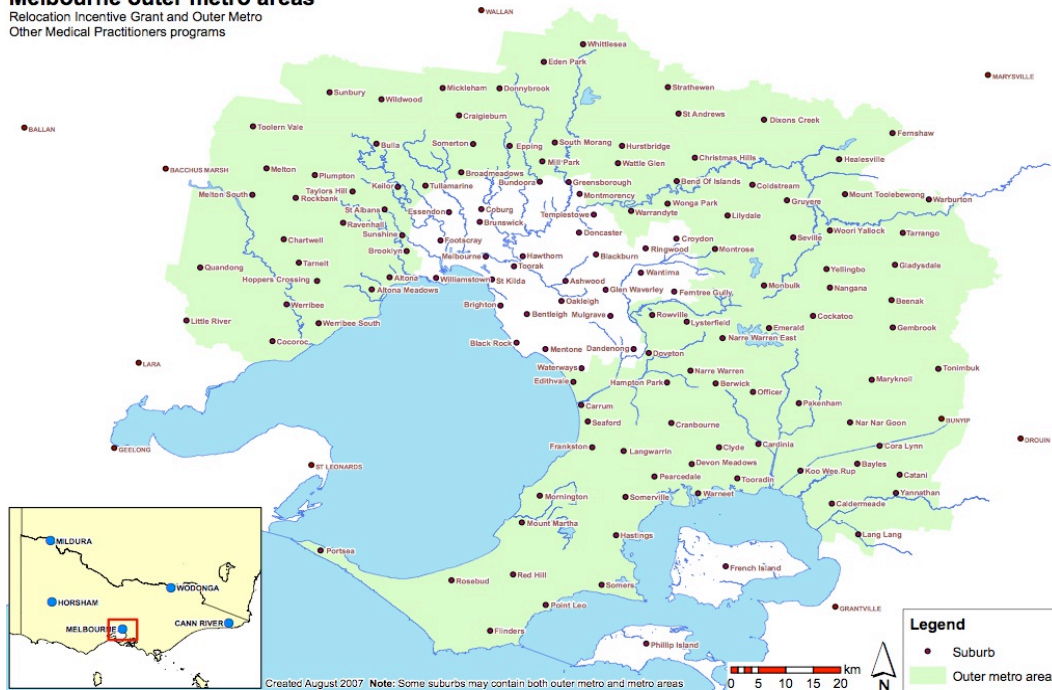 Melbourne outer metro areas
Relocation Incentive Grant and Outer Metro
Other Medical Practitioners programs
WALLAN
Whittlesea
Eden Park
MARYSVILLE
Sunbury
Wildwood
Mickleham
Donnybrook
Strathewen
Craigieburn
St Andrews
Dixons Creek
BALLAN
Toolern Vale
Fernshaw
Bulla
Somerton
Epping
South Morang
Hurstbridge
Mill Park
Wattle Glen
Christmas Hills
Healesville
BACCHUS MARSH
Melton
Plumpton
Broadmeadows
Keilor
Tullamarine
Bundoora
Greensborough
Bend Of Islands
Coldstream
Melton South
Taylors Hill
Rockbank
Montmorency
Mount Toolebewong
Warburton
Gruyere
St Albans
Essendon
Coburg
Templestowe
Warrandyte
Wonga Park
Lilydale
Ravenhall
Brunswick
Sunshine
Doncaster
Seville
Woori Yallock
Tarrango
Chartwell
Footscray
Croydon
Brooklyn
Melbourne
Hawthorn
Blackburn
Ringwood
Montrose
Tarneit
Toorak
Wantima
Yellingbo
Gladysdale
Quandong
Hoppers Crossing
Altona
Williamstown
St Kilda
Ashwood
Altona Meadows
Glen Waverley
Ferntree Gully
Monbulk
Nangana
Werribee
Brighton
Oakleigh
Beenak
Little River
Werribee South
Bentleigh
Mulgrave
Rowville
Lysterfield
Emerald
Cockatoo
Gembrook
Cocoroc
Black Rock
Mentone
Dandenong
Doveton
Narre Warren East
LARA
Waterways
Narre Warren
Tonimbuk
Edithvale
Hampton Park
Berwick
Officer
Maryknoll
Carrum
Pakenham
Seaford
Cranbourne
Nar Nar Goon
BUNYIP
GEELONG
Frankston
Langwarrin
Clyde
Cardinia
Cora Lynn
DROUIN
ST LEONARDS
Devon Meadows
Koo Wee Rup
Bayles
Pearcedale
Tooradin
Catani
Mornington
Somerville
Warneet
Yannathan
Caldermeade
Mount Martha
Hastings
Lang Lang
Portsea
Rosebud
Red Hill
Somers
French Island
Point Leo
GRANTVILLE
Flinders
Phillip Island
MILDURA
WODONGA
HORSHAM
MELBOURNE
CANN RIVER
Created August 2007 Note: Some suburbs may contain both outer metro and metro areas
km
0 5 10 15 20
N
Legend
Suburb
Outer metro area